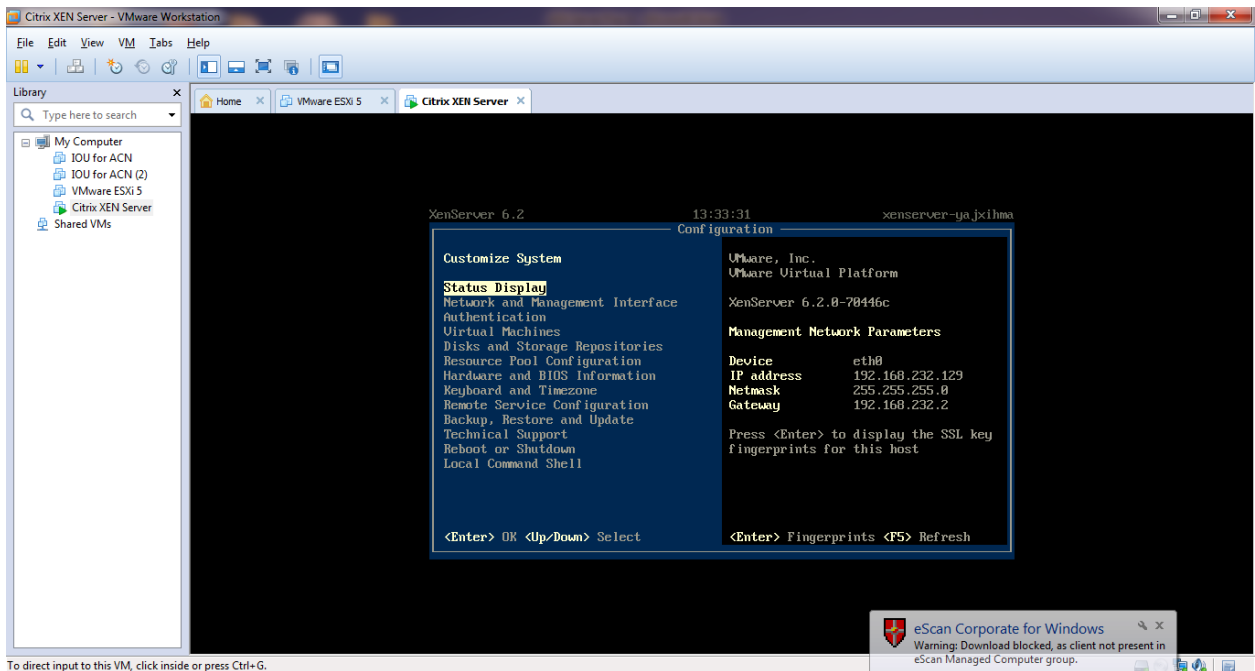 Citrix XEN Server - VMware Workstation
File Edit View VM Tabs Help
Library
Type here to search
My Computer
IOU for ACN
IOU for ACN (2)
VMware ESXi 5
Citrix XEN Server
Shared VMs
Home VMware ESXi 5 Citrix XEN Server
XenServer 6.2 13:33:31 xenserver-yajxihma
Configuration
Customize System
Status Display
Network and Management Interface
Authentication
Virtual Machines
Disks and Storage Repositories
Resource Pool Configuration
Hardware and BIOS Information
Keyboard and Timezone
Remote Service Configuration
Backup, Restore and Update
Technical Support
Reboot or Shutdown
Local Command Shell
<Enter> OK <Up/Down> Select
VMware, Inc.
VMware Virtual Platform
XenServer 6.2.0-70446c
Management Network Parameters
Device eth0
IP address 192.168.232.129
Netmask 255.255.255.0
Gateway 192.168.232.2
Press <Enter> to display the SSL key
fingerprints for this host
<Enter> Fingerprints <F5> Refresh
eScan Corporate for Windows
Warning: Download blocked, as client not present in
eScan Managed Computer group.
To direct input to this VM, click inside or press Ctrl+G.